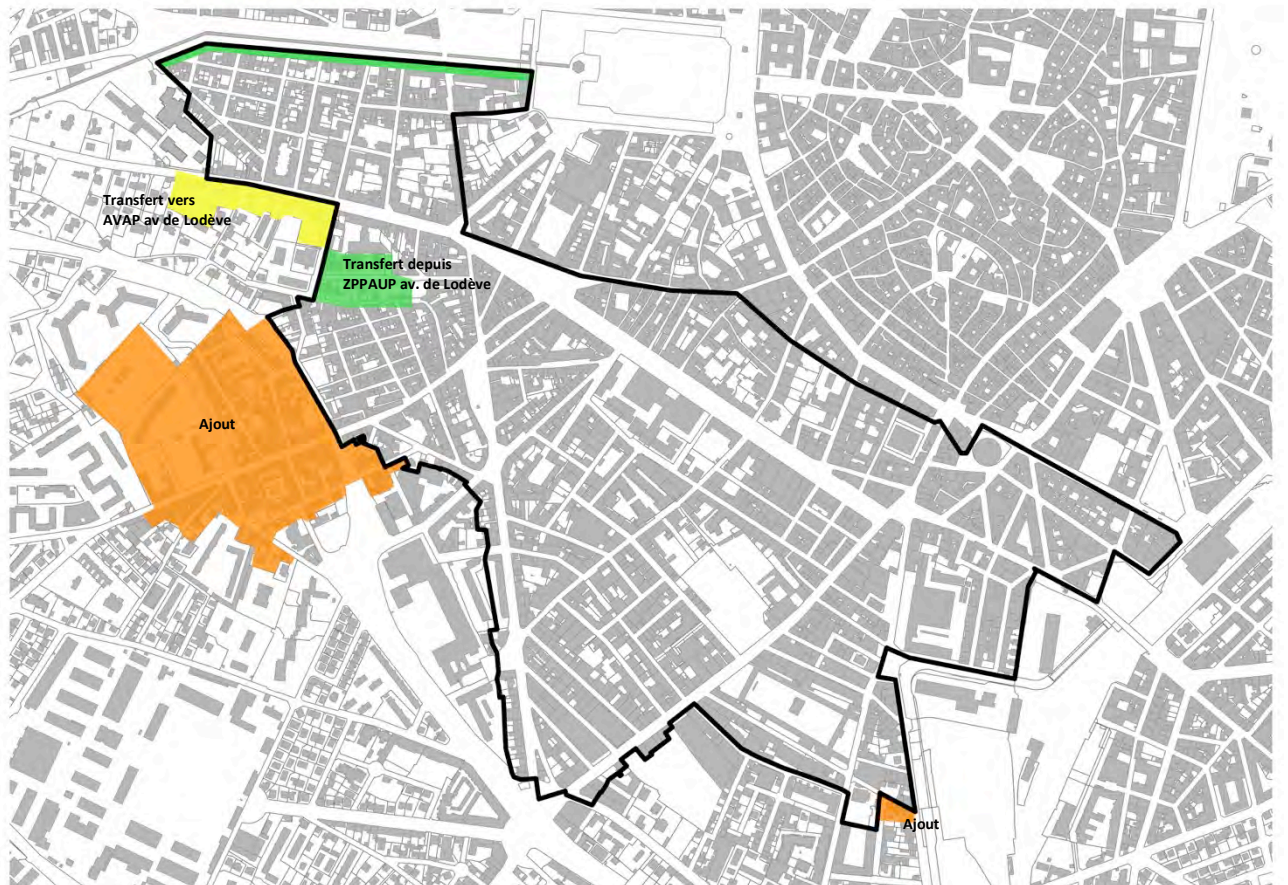 Transfert vers
AVAP av de Lodève
Transfert depuis
ZPPAUP av. de Lodève
Ajout
Ajout